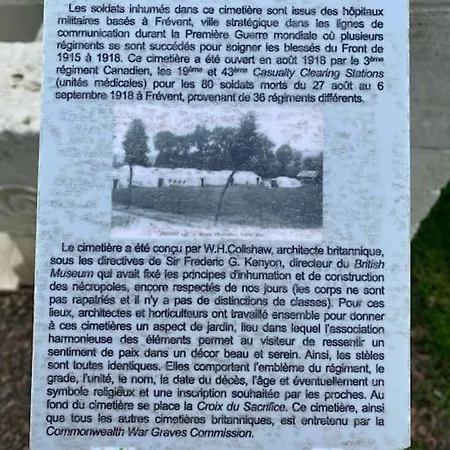 Les soldats inhumés dans ce cimetière sont issus des hôpitaux
militaires basés à Frévent, ville stratégique dans les lignes de
communication durant la Première Guerre mondiale où plusieurs
régiments se sont succédés pour soigner les blessés du Front de
1915 à 1918. Ce cimetière a été ouvert en août 1918 par le 3ème
régiment Canadien, les 19ème et 43ème Casualty Clearing Stations
(unités médicales) pour les 80 soldats morts du 27 août au 6
septembre 1918 à Frévent, provenant de 36 régiments différents.
Le cimetière a été conçu par W.H.Colishaw, architecte britannique,
sous les directives de Sir Frederic G. Kenyon, directeur du British
Museum qui avait fixé les principes d'inhumation et de construction
des nécropoles, encore respectés de nos jours (les corps ne sont
pas rapatriés et il n'y a pas de distinctions de classes). Pour ces
lieux, architectes et horticulteurs ont travaillé ensemble pour donner
à ces cimetières un aspect de jardin, lieu dans lequel l'association
harmonieuse des éléments permet au visiteur de ressentir un
sentiment de paix dans un décor beau et serein. Ainsi, les stèles
sont toutes identiques. Elles comportent l'emblème du régiment, le
grade, l'unité, le nom, la date du décès, l'âge et éventuellement un
symbole religieux et une inscription souhaitée par les proches. Au
fond du cimetière se place la Croix du Sacrifice. Ce cimetière, ainsi
que tous les autres cimetières britanniques, est entretenu par la
Commonwealth War Graves Commission.